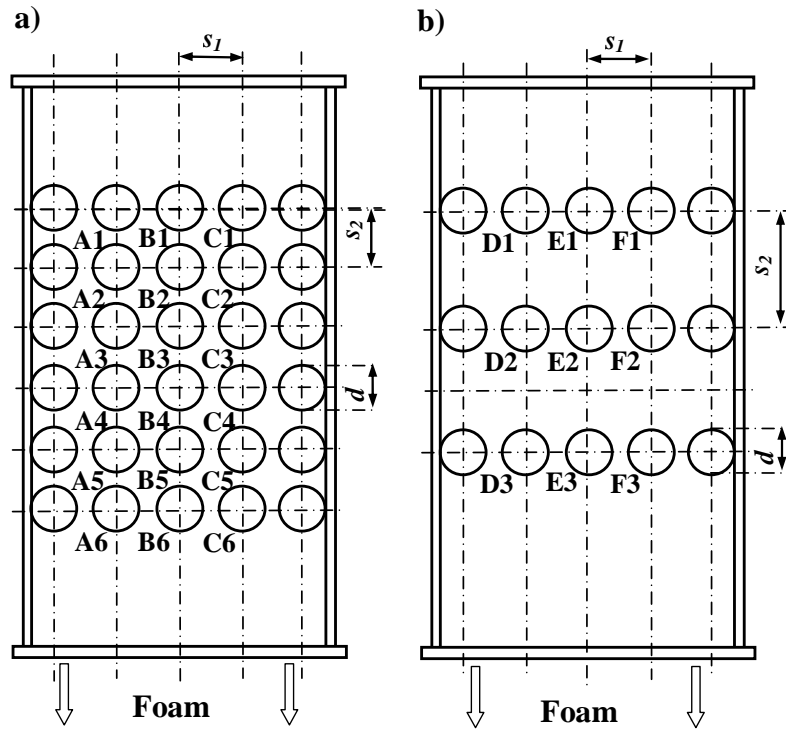 a)
s1
A1 B1 C1
s2
A2 B2 C2
A3 B3 C3
d
A4 B4 C4
A5 B5 C5
A6 B6 C6
Foam
b)
s1
D1 E1 F1
s2
D2 E2 F2
d
D3 E3 F3
Foam